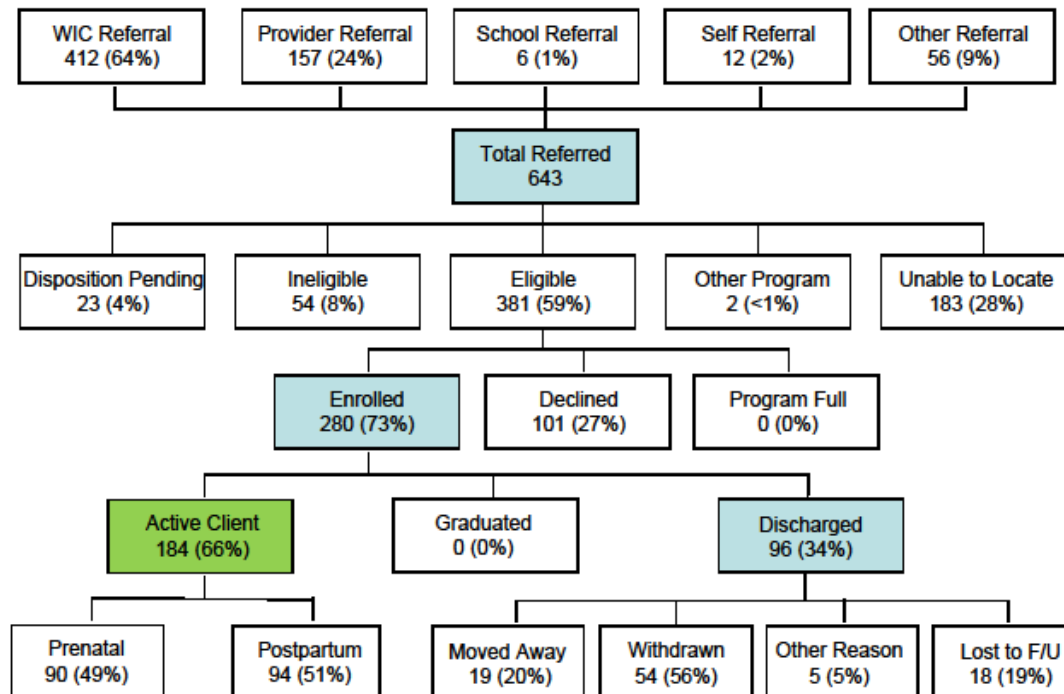 WIC Referral
412 (64%)
Provider Referral
157 (24%)
School Referral
6 (1%)
Self Referral
12 (2%)
Other Referral
56 (9%)
Total Referred
643
Disposition Pending
23 (4%)
Ineligible
54 (8%)
Eligible
381 (59%)
Other Program
2 (<1%)
Unable to Locate
183 (28%)
Enrolled
280 (73%)
Declined
101 (27%)
Program Full
0 (0%)
Active Client
184 (66%)
Graduated
0 (0%)
Discharged
96 (34%)
Prenatal
90 (49%)
Postpartum
94 (51%)
Moved Away
19 (20%)
Withdrawn
54 (56%)
Other Reason
5 (5%)
Lost to F/U
18 (19%)